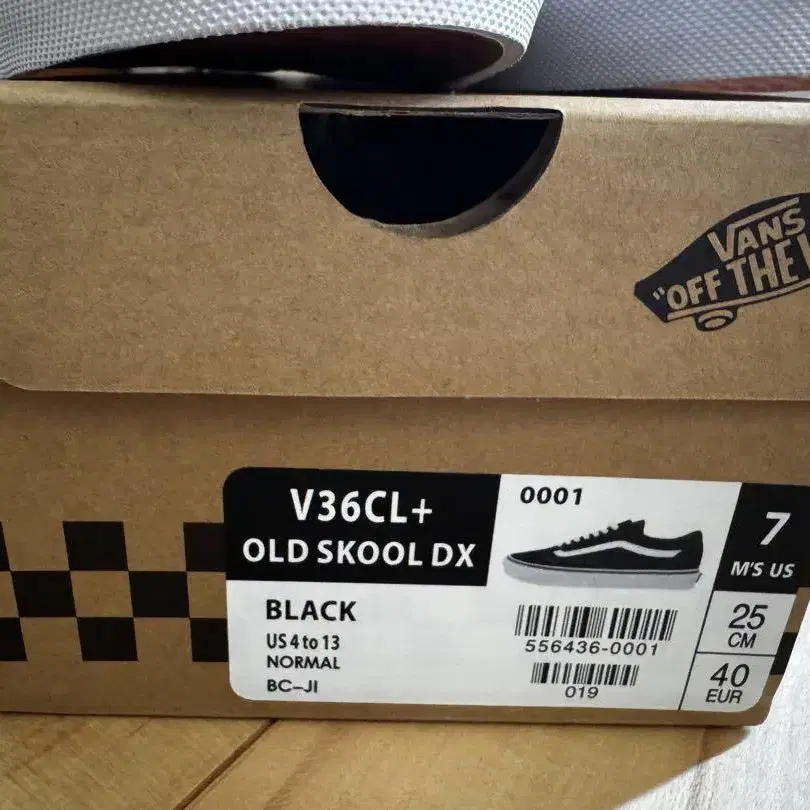 VANS
"OFF THE
V36CL+
OLD SKOOL DX
0001
7
M'S US
BLACK
US 4 to 13
NORMAL
BC-JI
556436-0001
019
25
CM
40
EUR